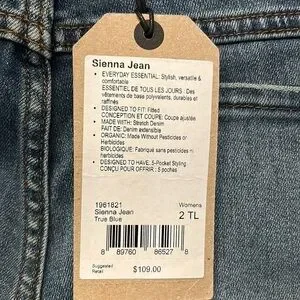 Sienna Jean
• EVERYDAY ESSENTIAL: Stylish, versatile &
comfortable
ESSENTIEL DE TOUS LES JOURS : Des
vêtements de base polyvalents, durables et
raffinés
• DESIGNED TO FIT: Fitted
CONCEPTION ET COUPE: Coupe ajustée
• MADE WITH: Stretch Denim
FAIT DE: Denim extensible
• ORGANIC: Made Without Pesticides or
Herbicides
BIOLOGIQUE: Fabriqué sans pesticides ni
herbicides
• DESIGNED TO HAVE: 5-Pocket Styling
CONÇU POUR OFFRIR : 5 poches
1961821
Womens
Sienna Jean
2 TL
True Blue
8 89760 86527 8
Suggested
Retail
$109.00